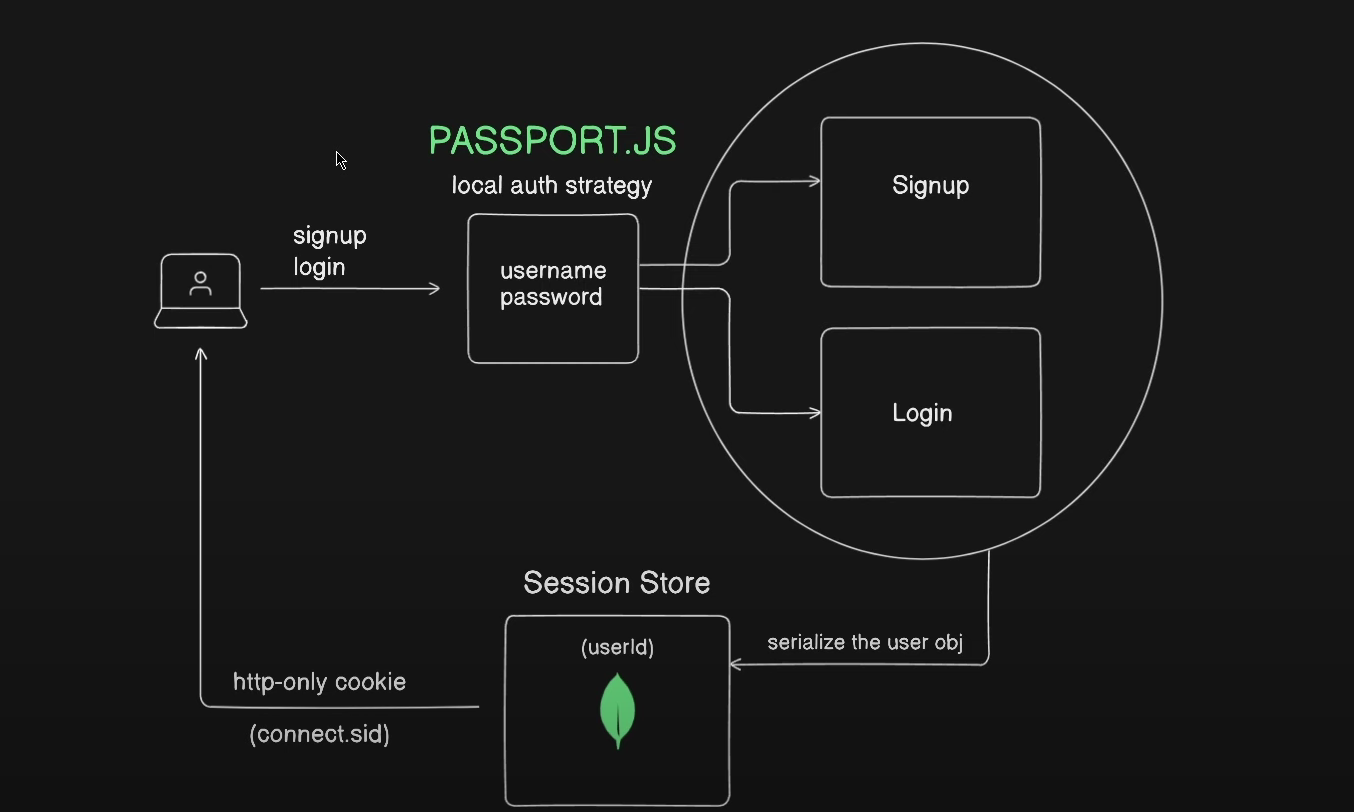 PASSPORT.JS
local auth strategy
signup
login
username
password
Signup
Login
Session Store
(userId)
serialize the user obj
http-only cookie
(connect.sid)